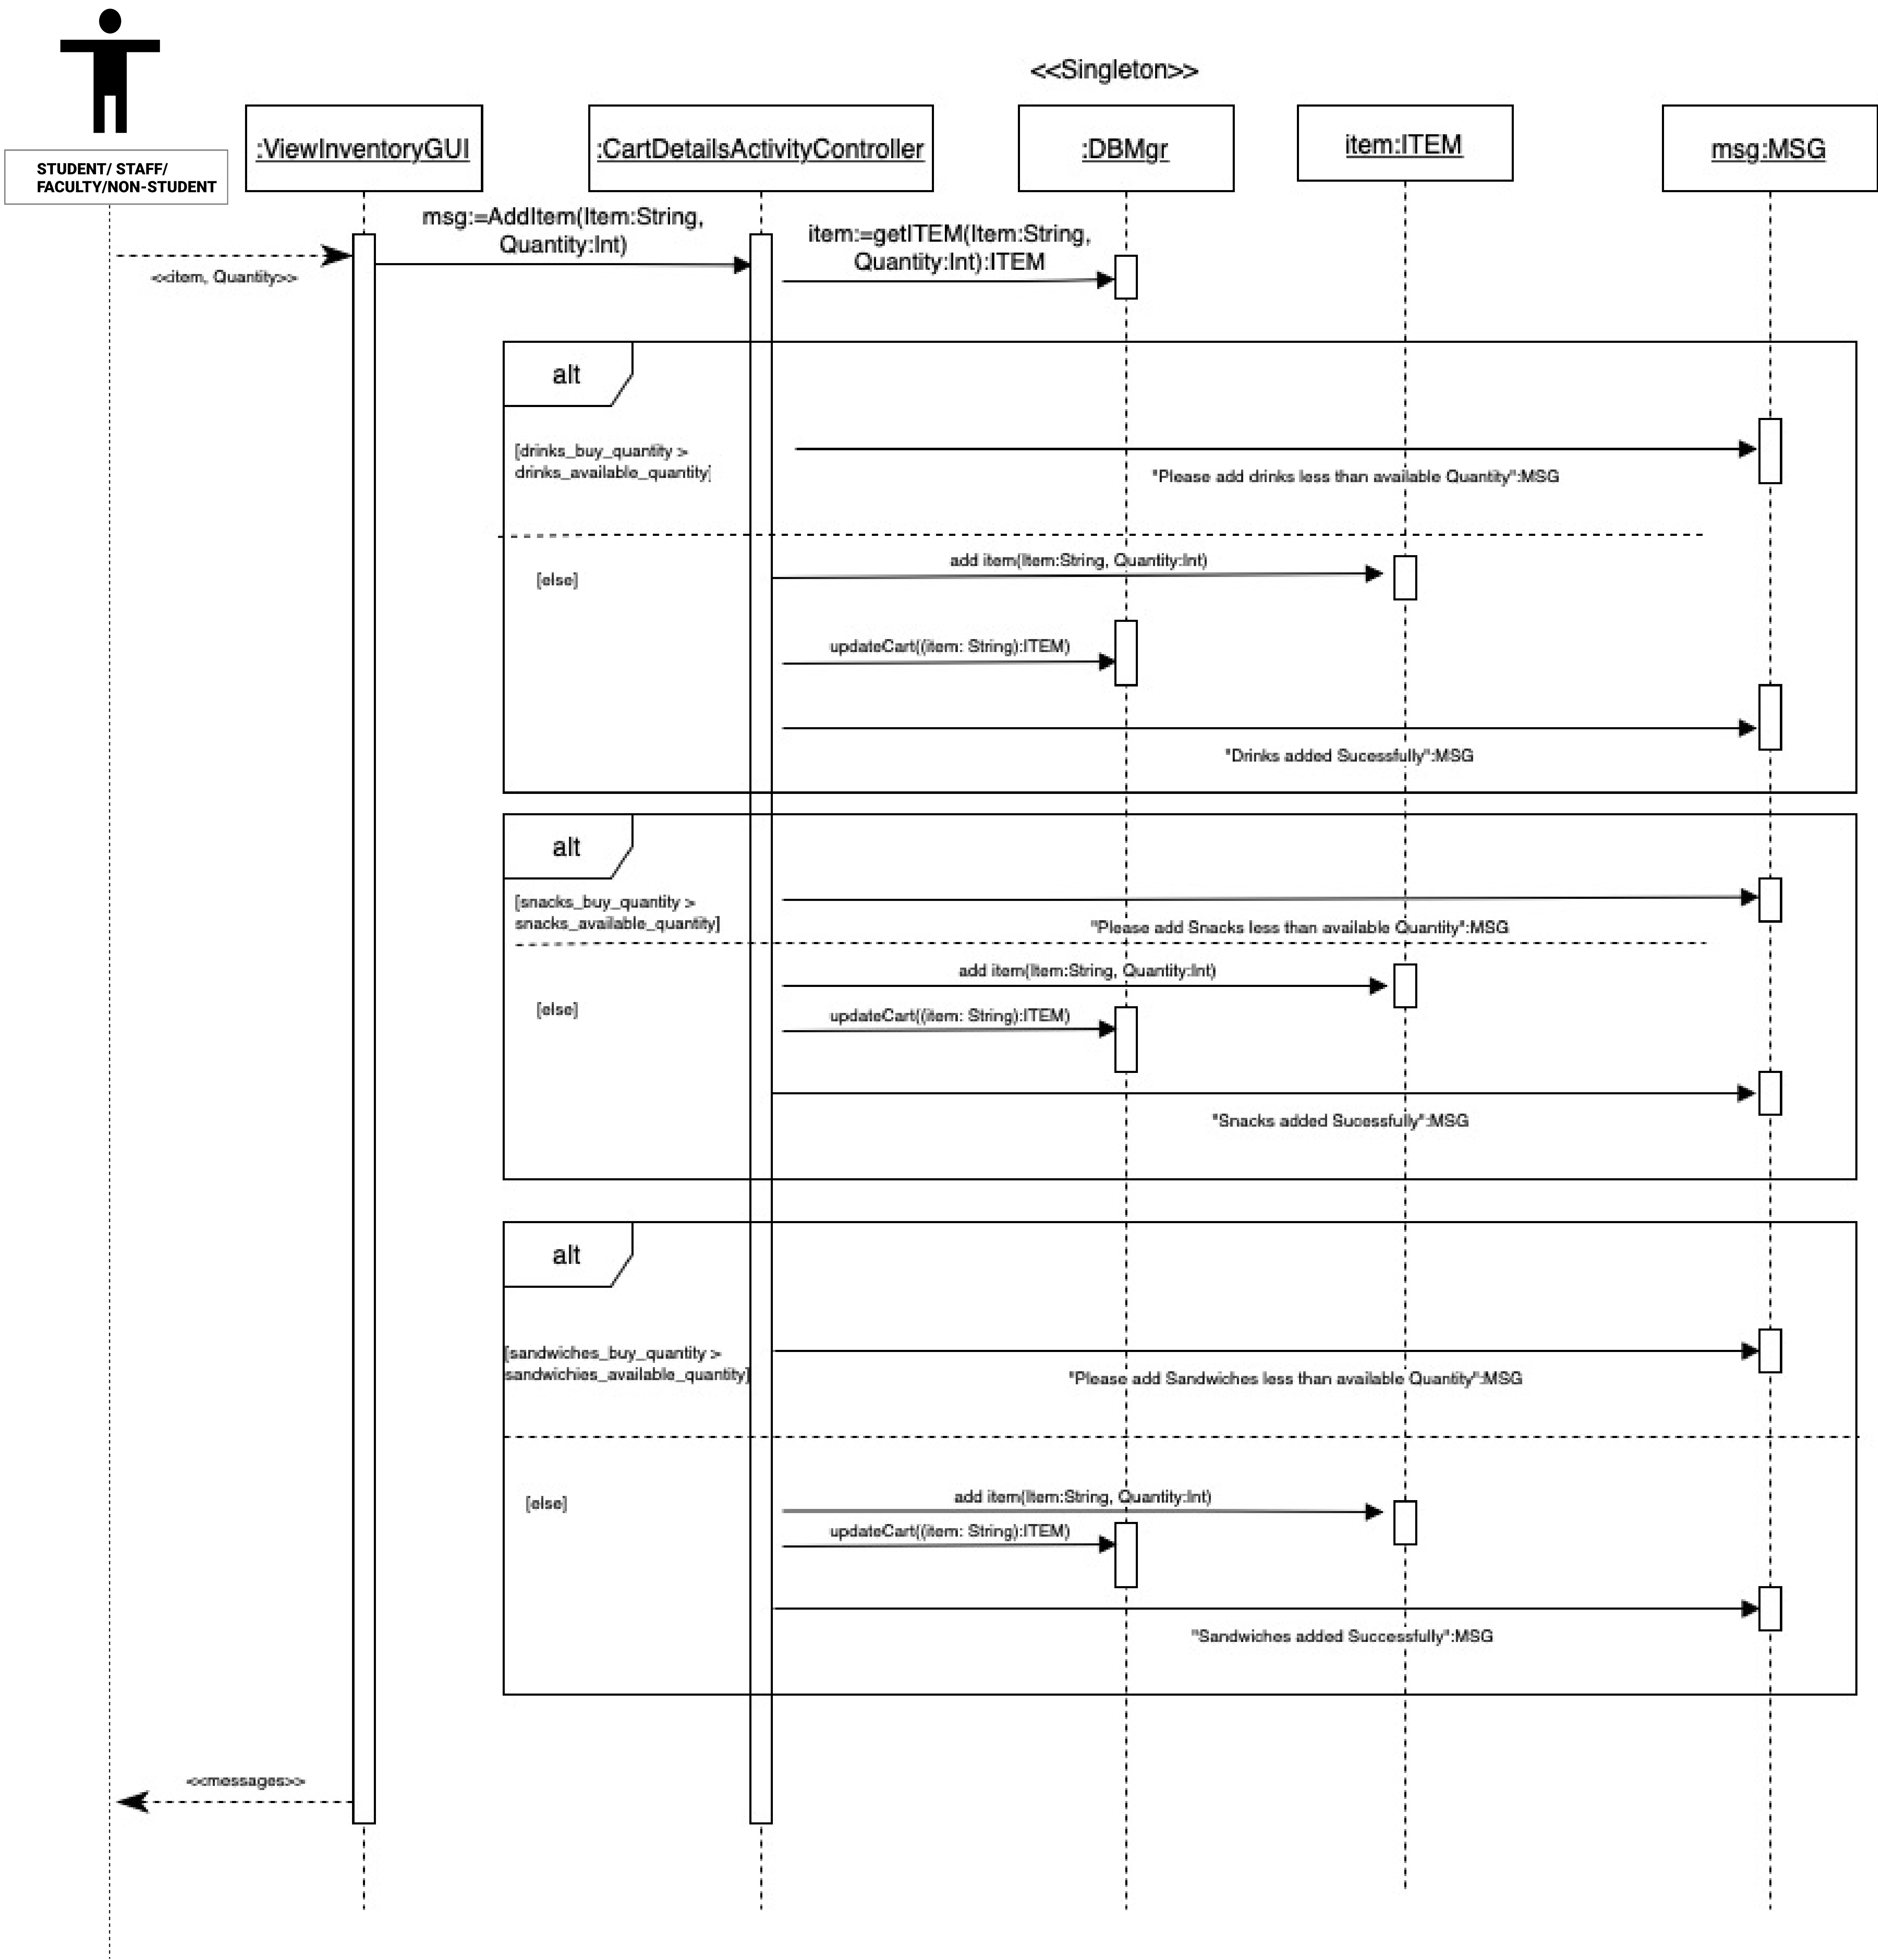 <<Singleton>>
STUDENT/ STAFF/
FACULTY/NON-STUDENT
:ViewInventoryGUI
:CartDetailsActivityController
:DBMgr
item:ITEM
msg:MSG
msg:=AddItem(Item:String,
Quantity:Int)
item:=getITEM(Item:String,
Quantity:Int):ITEM
<<item, Quantity>>
alt
[drinks_buy_quantity >
drinks_available_quantity]
"Please add drinks less than available Quantity":MSG
add item(Item:String, Quantity:Int)
[else]
updateCart((item: String):ITEM)
"Drinks added Sucessfully":MSG
alt
[snacks_buy_quantity >
snacks_available_quantity]
"Please add Snacks less than available Quantity":MSG
add item(Item:String, Quantity:Int)
[else]
updateCart((item: String):ITEM)
"Snacks added Sucessfully":MSG
alt
[sandwiches_buy_quantity >
sandwichies_available_quantity]
"Please add Sandwiches less than available Quantity":MSG
add item(Item:String, Quantity:Int)
[else]
updateCart((item: String):ITEM)
"Sandwiches added Successfully":MSG
<<messages>>